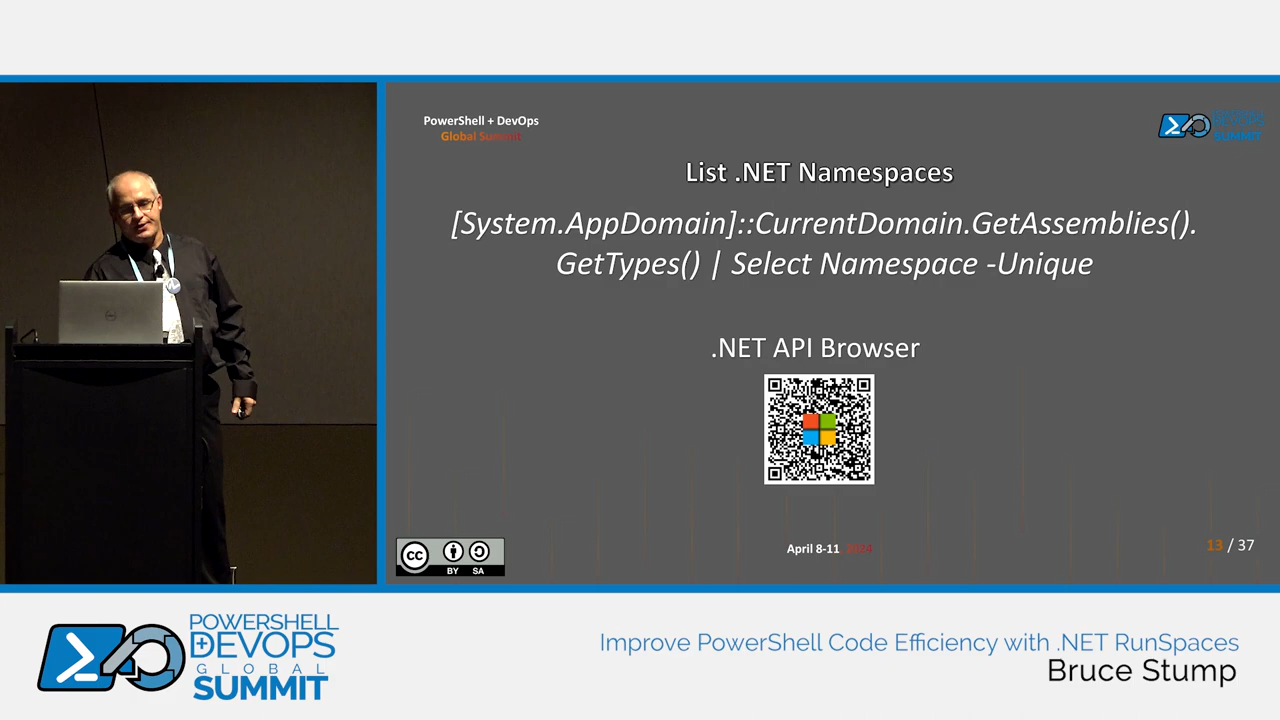 PowerShell + DevOps
Global Summit
SUMMIT
List .NET Namespaces
[System.AppDomain]::CurrentDomain.GetAssemblies().
GetTypes() | Select Namespace -Unique
.NET API Browser
cc
BY SA
April 8-11, 2024
13 / 37
POWERSHELL
+DEVOPS
GLOBAL
SUMMIT
Improve PowerShell Code Efficiency with .NET RunSpaces
Bruce Stump